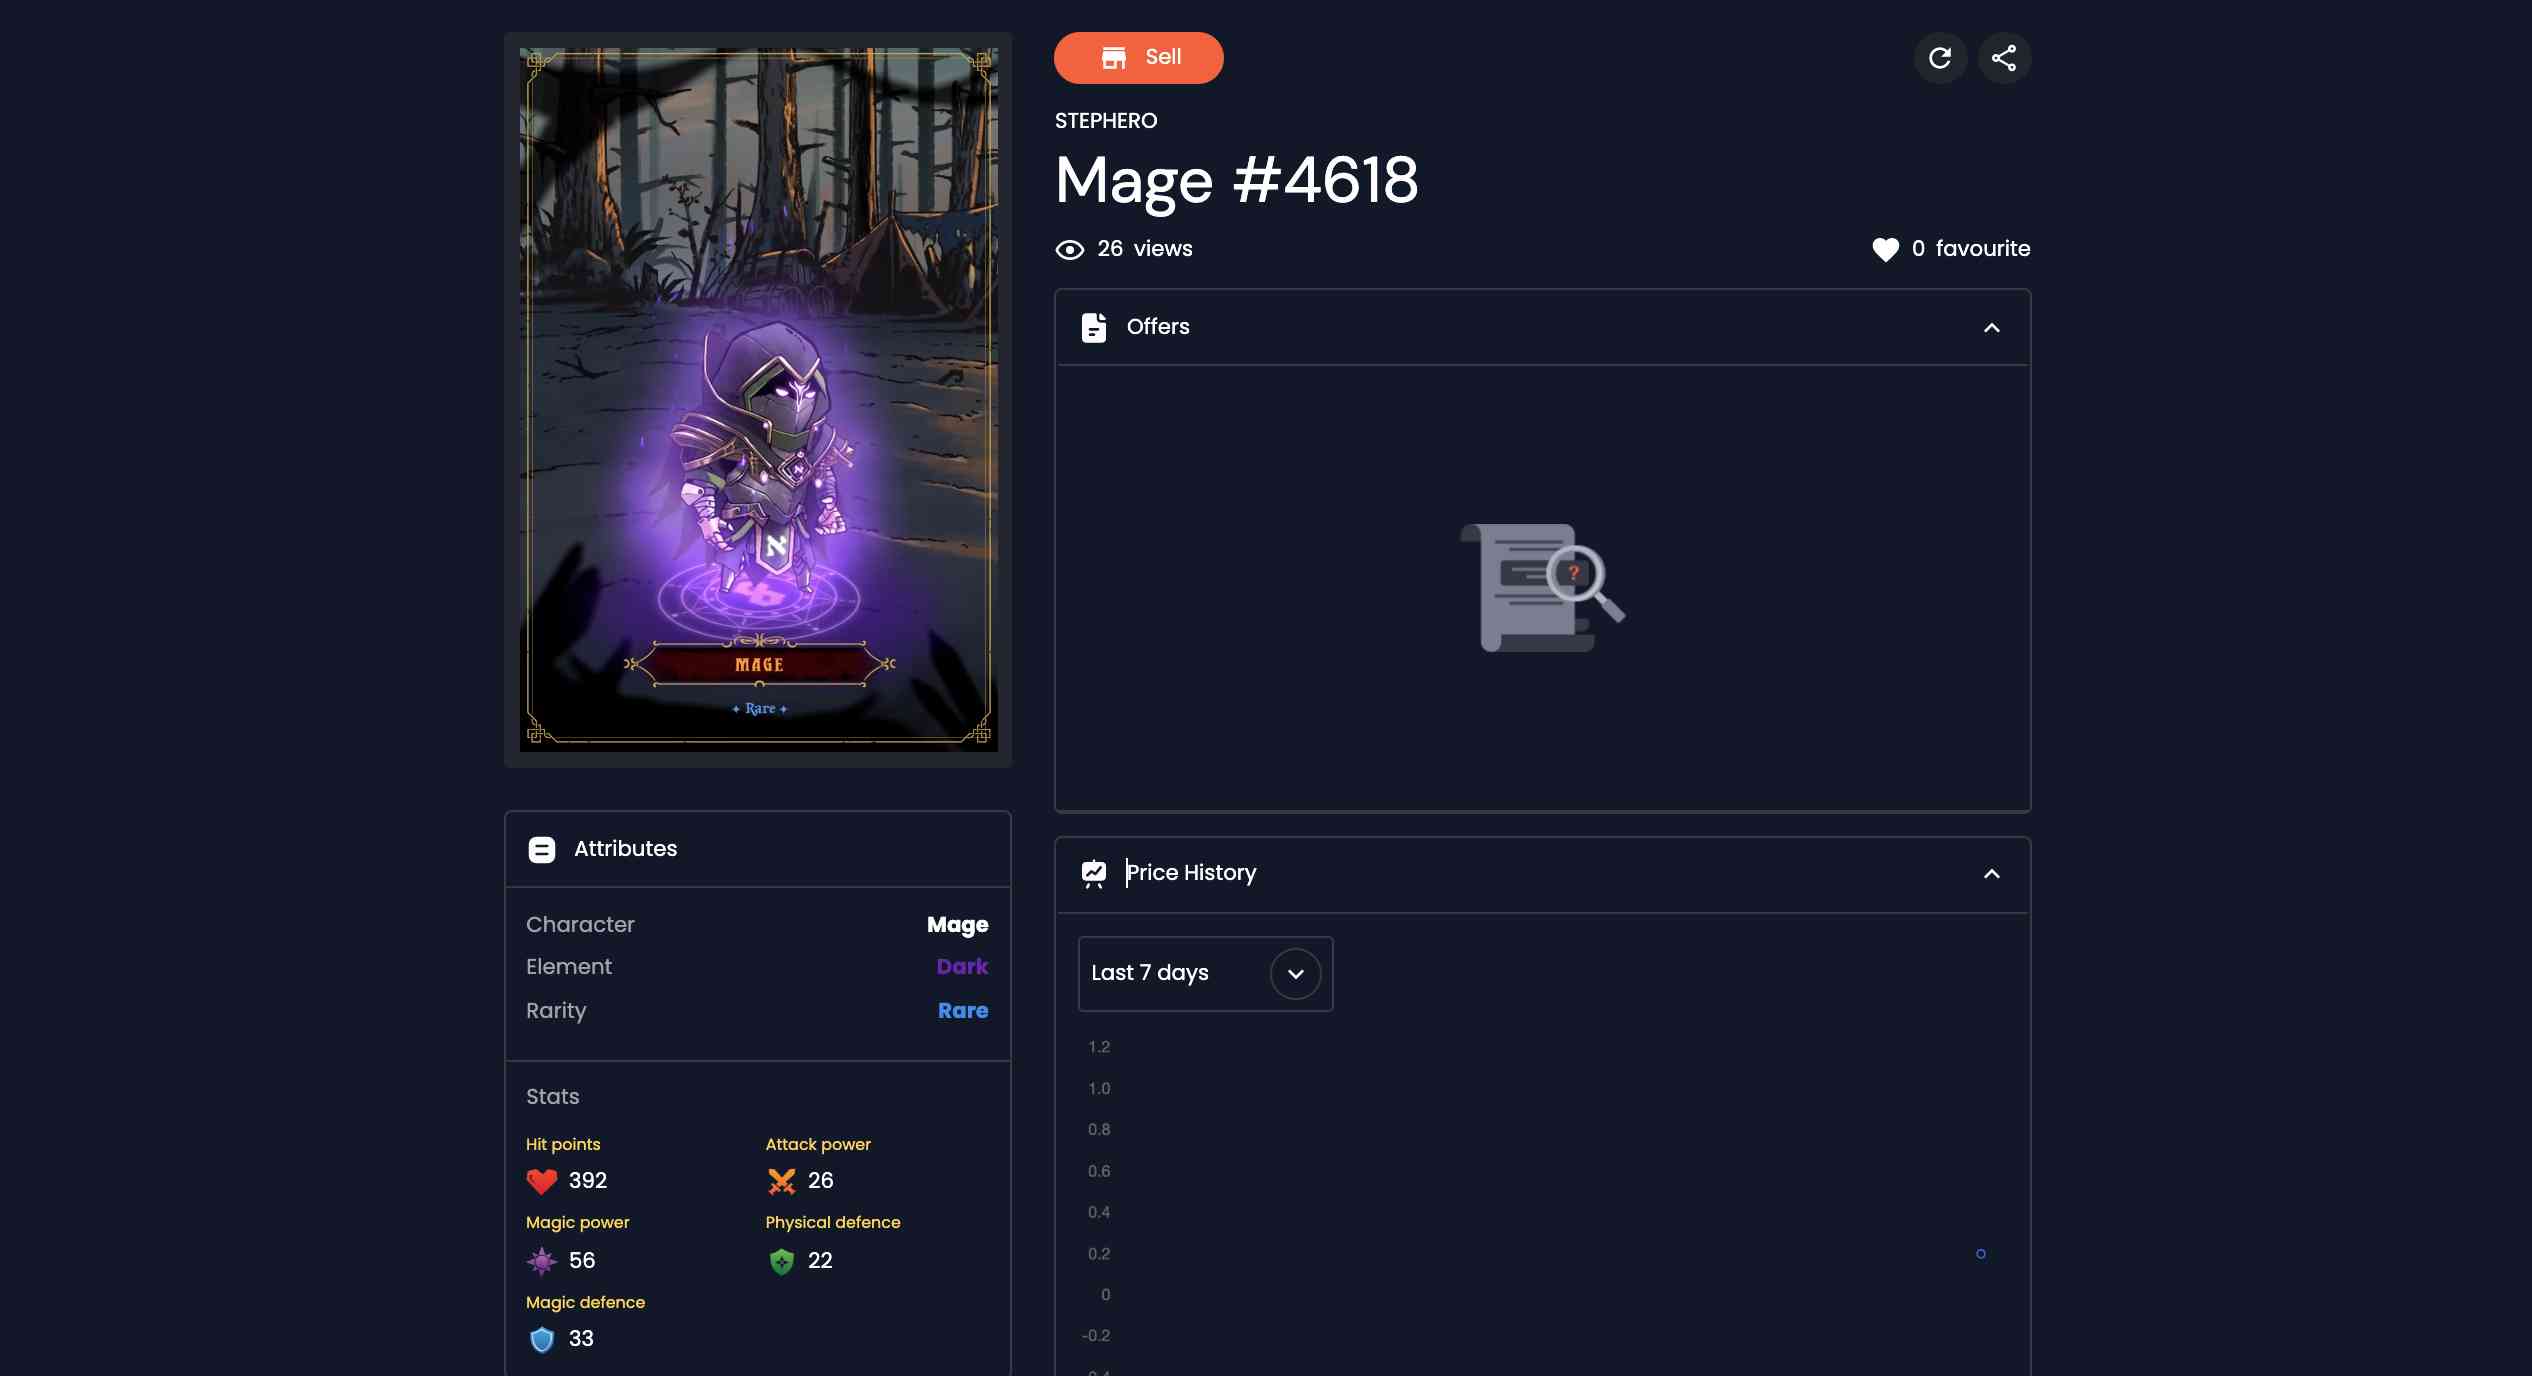 Sell
STEPHERO
Mage #4618
26 views
0 favourite
MAGE
Rare
Offers
?
Attributes
Character Mage
Element Dark
Rarity Rare
Stats
Hit points Attack power
392 26
Magic power Physical defence
56 22
Magic defence
33
Price History
Last 7 days
1.2
1.0
0.8
0.6
0.4
0.2
0
-0.2